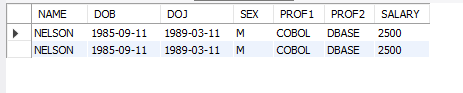 NAME DOB DOJ SEX PROF1 PROF2 SALARY
NELSON 1985-09-11 1989-03-11 M COBOL DBASE 2500
NELSON 1985-09-11 1989-03-11 M COBOL DBASE 2500